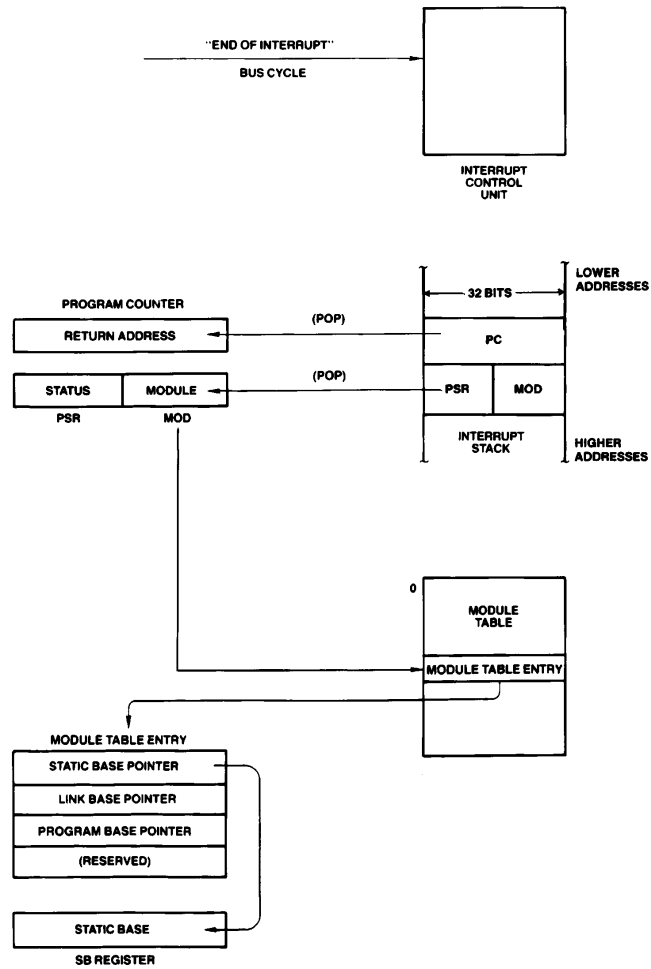 "END OF INTERRUPT"
BUS CYCLE
INTERRUPT
CONTROL
UNIT
LOWER
ADDRESSES
32 BITS
PROGRAM COUNTER
(POP)
RETURN ADDRESS
PC
(POP)
STATUS
MODULE
PSR
MOD
PSR
MOD
INTERRUPT
STACK
HIGHER
ADDRESSES
0
MODULE
TABLE
MODULE TABLE ENTRY
MODULE TABLE ENTRY
STATIC BASE POINTER
LINK BASE POINTER
PROGRAM BASE POINTER
(RESERVED)
STATIC BASE
SB REGISTER